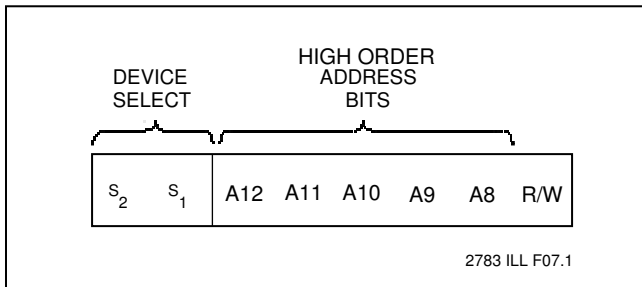 DEVICE
SELECT
HIGH ORDER
ADDRESS
BITS
S2 S1 A12 A11 A10 A9 A8 R/W
2783 ILL F07.1